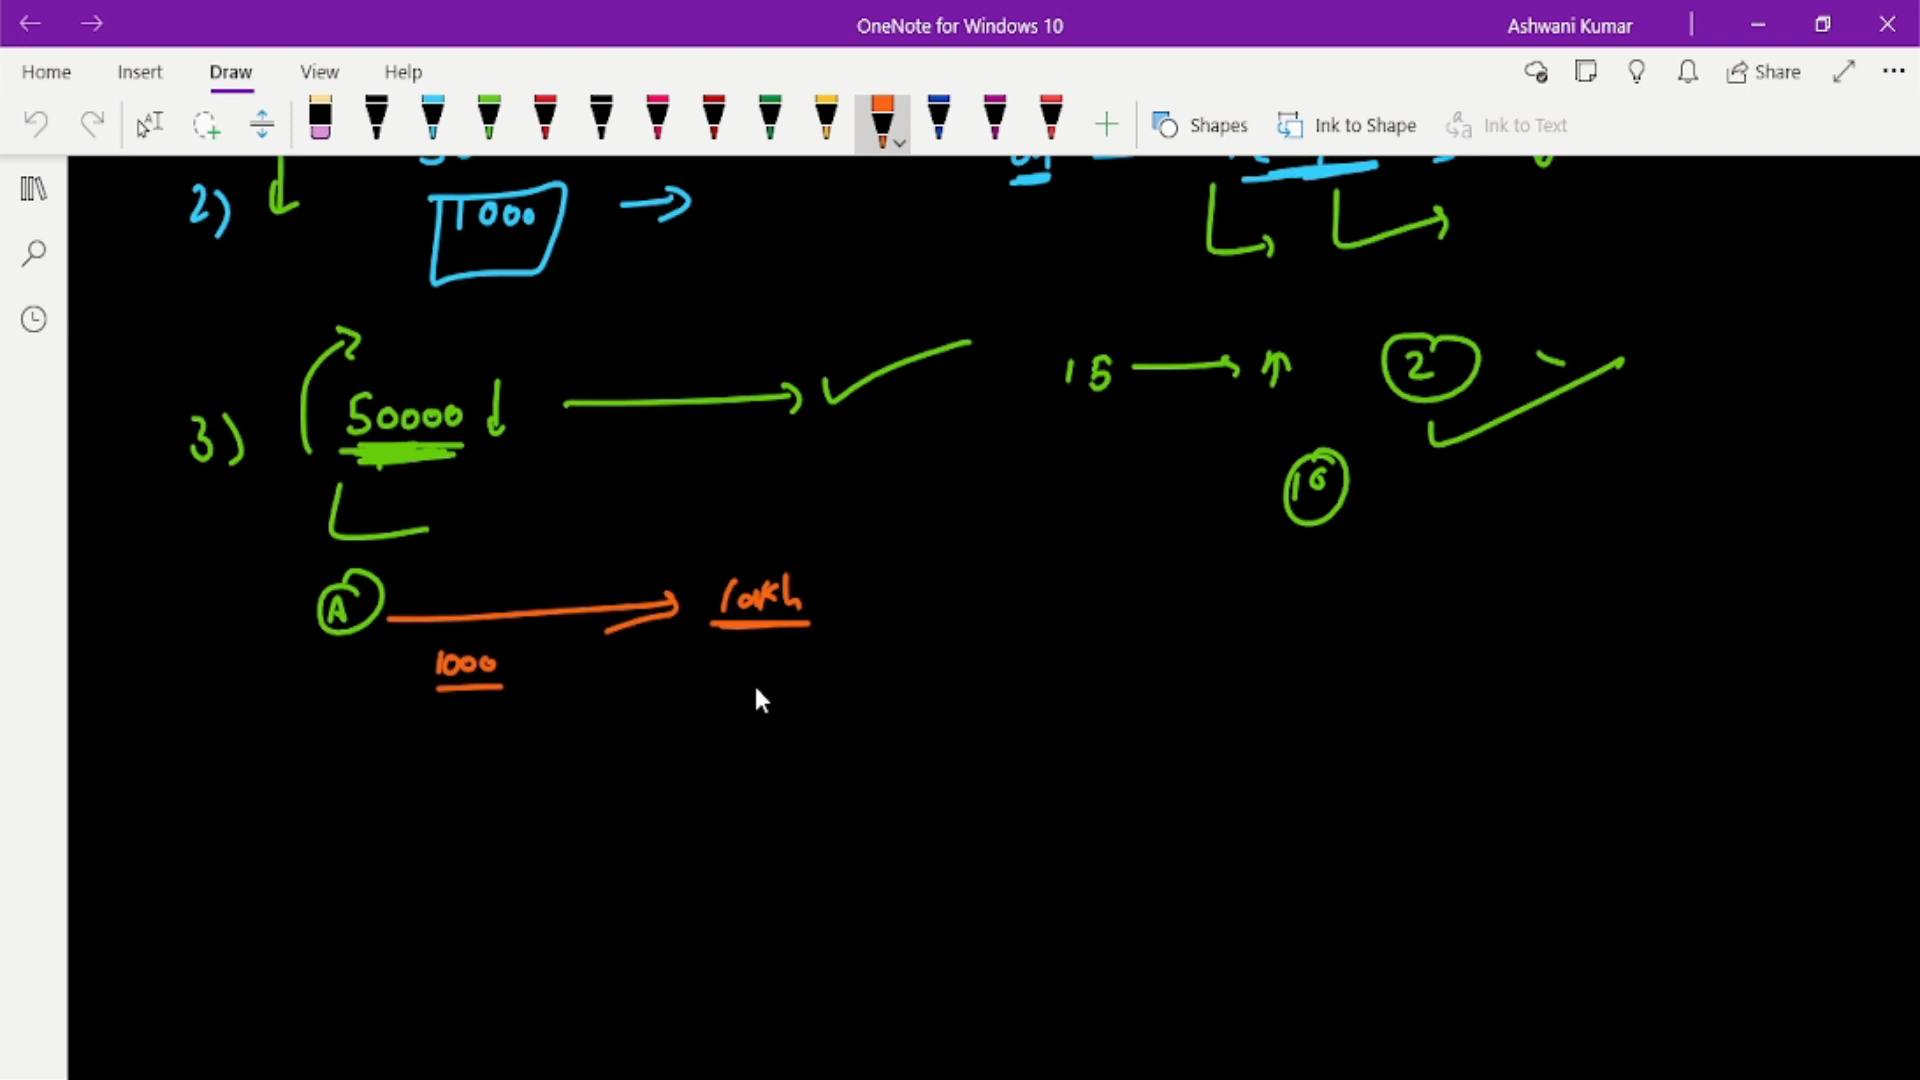 OneNote for Windows 10
Ashwani Kumar
Home Insert Draw View Help
Share
Shapes Ink to Shape Ink to Text
2) 1000
3) 50000
15 2
16
A lakh
1000